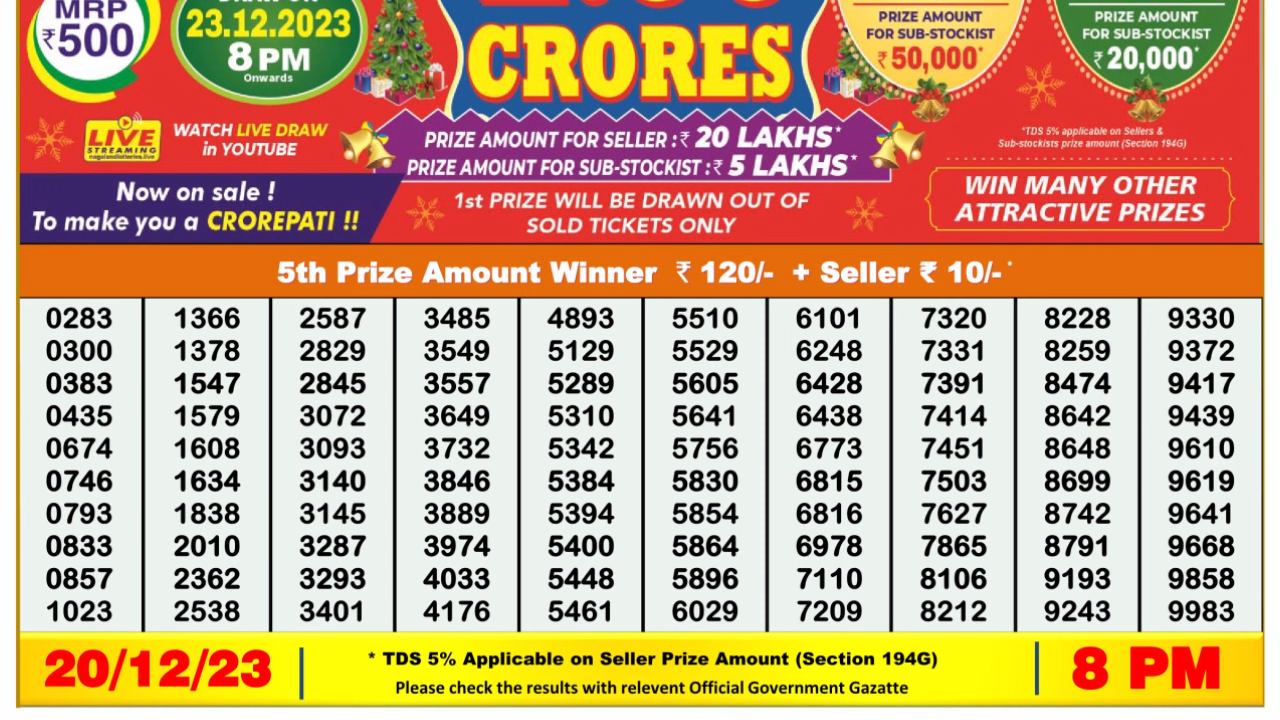 MRP
₹500
23.12.2023
8 PM
Onwards
CRORES
PRIZE AMOUNT
FOR SUB-STOCKIST
₹ 50,000*
PRIZE AMOUNT
FOR SUB-STOCKIST
₹ 20,000*
LIVE
STREAMING
nagalandlotteries.live
WATCH LIVE DRAW
in YOUTUBE
PRIZE AMOUNT FOR SELLER :₹ 20 LAKHS*
PRIZE AMOUNT FOR SUB-STOCKIST :₹ 5 LAKHS*
*TDS 5% applicable on Sellers &
Sub-stockists prize amount (Section 194G)
Now on sale !
To make you a CROREPATI !!
1st PRIZE WILL BE DRAWN OUT OF
SOLD TICKETS ONLY
WIN MANY OTHER
ATTRACTIVE PRIZES
5th Prize Amount Winner ₹ 120/- + Seller ₹ 10/-*
0283 1366 2587 3485 4893 5510 6101 7320 8228 9330
0300 1378 2829 3549 5129 5529 6248 7331 8259 9372
0383 1547 2845 3557 5289 5605 6428 7391 8474 9417
0435 1579 3072 3649 5310 5641 6438 7414 8642 9439
0674 1608 3093 3732 5342 5756 6773 7451 8648 9610
0746 1634 3140 3846 5384 5830 6815 7503 8699 9619
0793 1838 3145 3889 5394 5854 6816 7627 8742 9641
0833 2010 3287 3974 5400 5864 6978 7865 8791 9668
0857 2362 3293 4033 5448 5896 7110 8106 9193 9858
1023 2538 3401 4176 5461 6029 7209 8212 9243 9983
20/12/23
* TDS 5% Applicable on Seller Prize Amount (Section 194G)
Please check the results with relevent Official Government Gazatte
8 PM